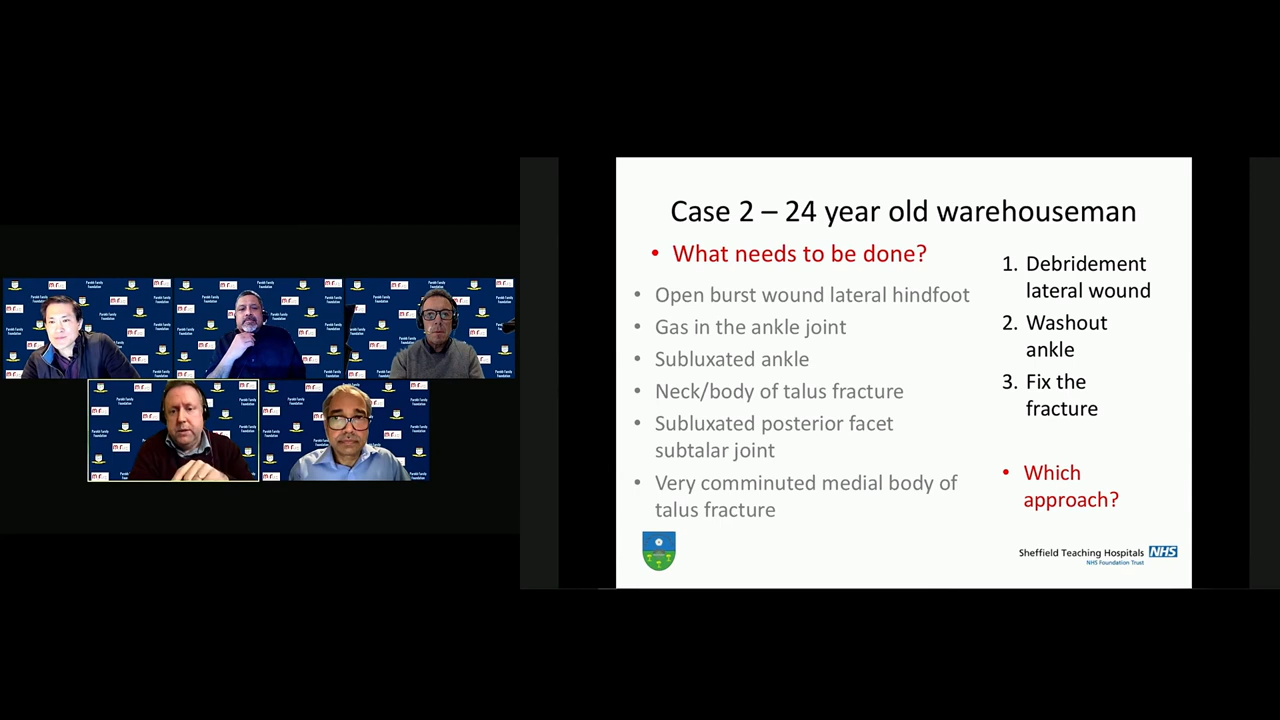 Case 2 – 24 year old warehouseman
• What needs to be done?
• Open burst wound lateral hindfoot
• Gas in the ankle joint
• Subluxated ankle
• Neck/body of talus fracture
• Subluxated posterior facet
subtalar joint
• Very comminuted medial body of
talus fracture
1. Debridement
lateral wound
2. Washout
ankle
3. Fix the
fracture
• Which
approach?
Sheffield Teaching Hospitals NHS
NHS Foundation Trust